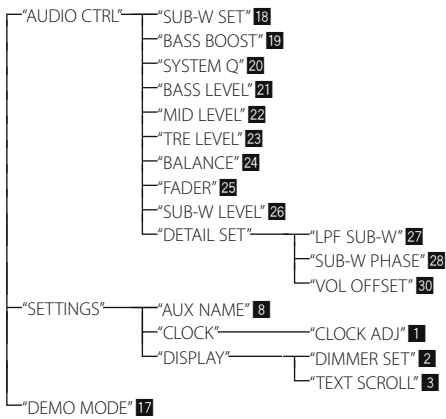 “AUDIO CTRL” “SUB-W SET” 18
“BASS BOOST” 19
“SYSTEM Q” 20
“BASS LEVEL” 21
“MID LEVEL” 22
“TRE LEVEL” 23
“BALANCE” 24
“FADER” 25
“SUB-W LEVEL” 26
“DETAIL SET” “LPF SUB-W” 27
“SUB-W PHASE” 28
“VOL OFFSET” 30
“SETTINGS” “AUX NAME” 8
“CLOCK” “CLOCK ADJ” 1
“DISPLAY” “DIMMER SET” 2
“TEXT SCROLL” 3
“DEMO MODE” 17